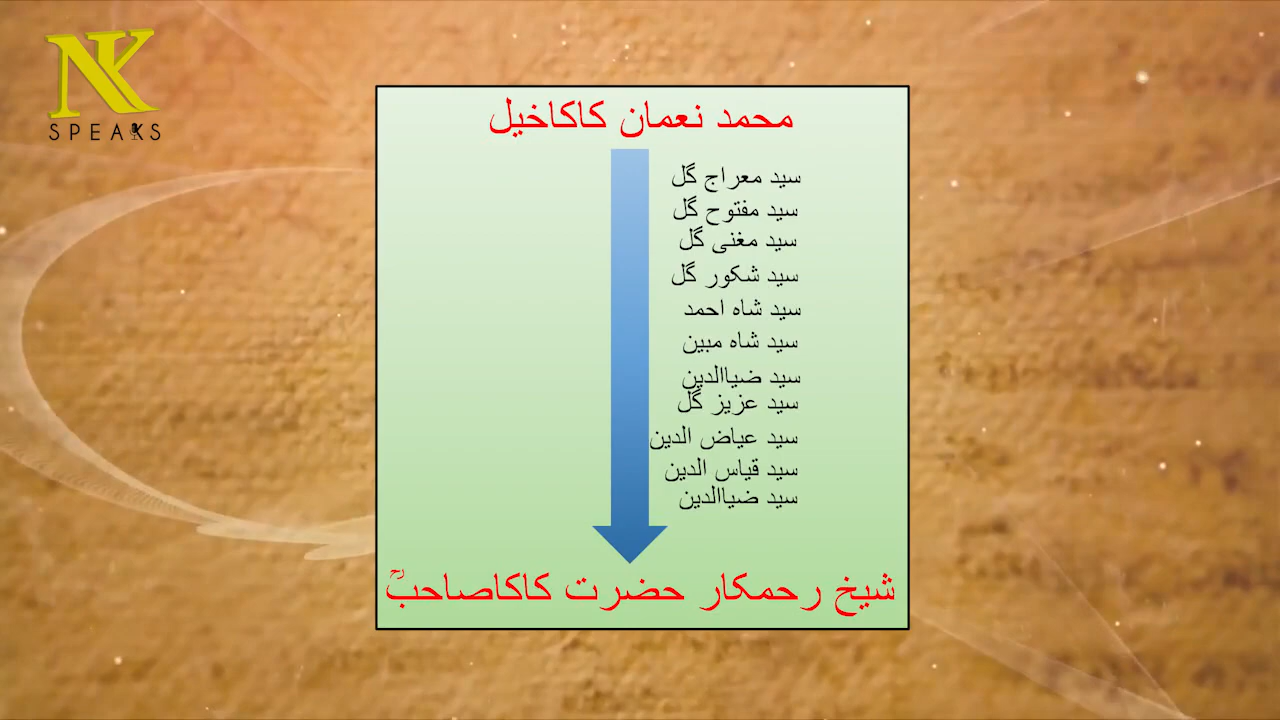 NK
SPEAKS
محمد نعمان کاکاخیل
سید معراج گل
سید مفتوح گل
سید مغنی گل
سید شکور گل
سید شاہ احمد
سید شاہ مبین
سید ضیاالدین
سید عزیز گل
سید عیاض الدین
سید قیاس الدین
سید ضیاالدین
شیخ رحمکار حضرت کاکاصاحبؒ